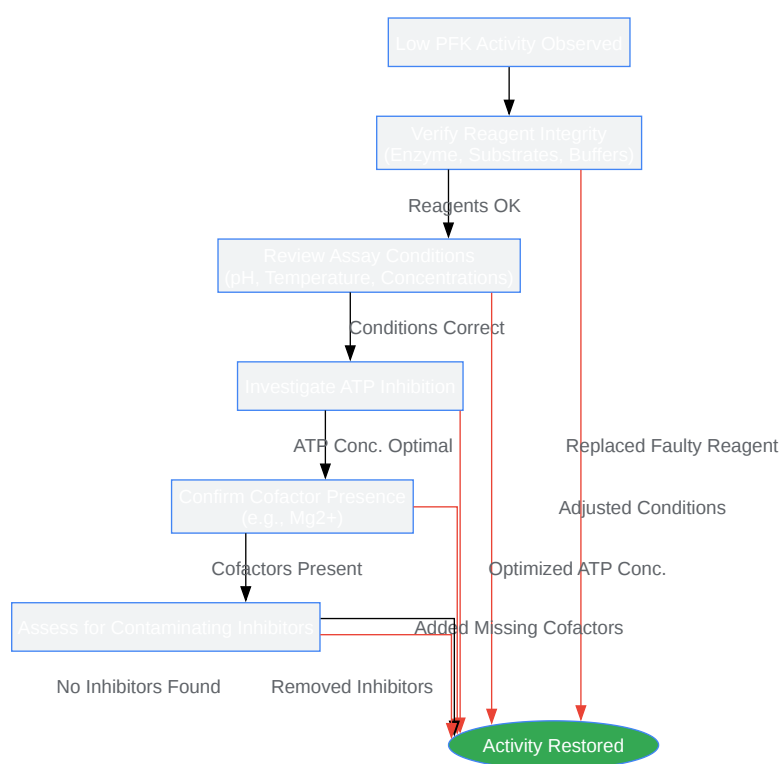 Low PFK Activity Observed
Verify Reagent Integrity
(Enzyme, Substrates, Buffers)
Reagents OK
Review Assay Conditions
(pH, Temperature, Concentrations)
Conditions Correct
Investigate ATP Inhibition
ATP Conc. Optimal
Replaced Faulty Reagent
Confirm Cofactor Presence
(e.g., Mg2+)
Adjusted Conditions
Cofactors Present
Optimized ATP Conc.
Assess for Contaminating Inhibitors
Added Missing Cofactors
No Inhibitors Found
Removed Inhibitors
Activity Restored